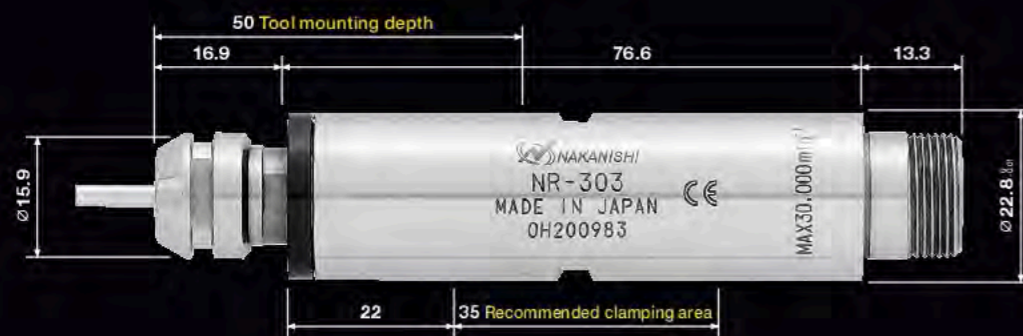 50 Tool mounting depth
16.9
76.6
13.3
Ø15.9
NAKANISHI
NR-303
MADE IN JAPAN
0H200983
CE
MAX30,000min⁻¹
Ø22.8
22
35 Recommended clamping area